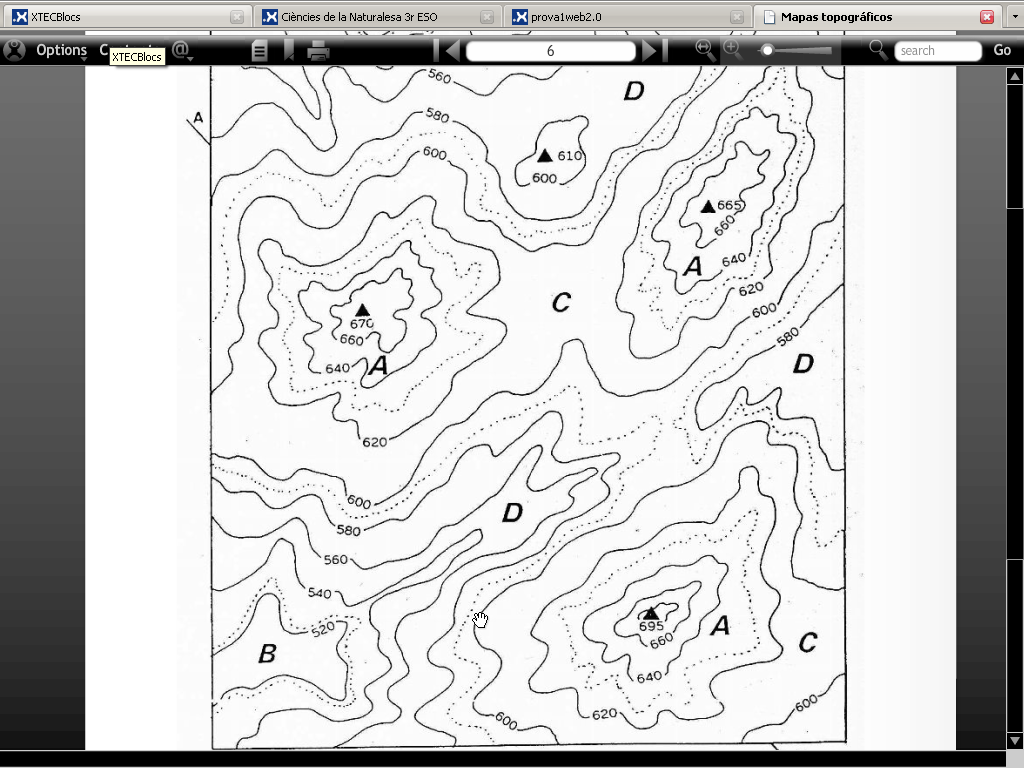 XTECBlocs
Ciències de la Naturalesa 3r ESO
prova1web2.0
Mapas topográficos
Options
C
XTECBlocs
@
6
search
Go
A
560
D
580
600
610
600
665
660
A
640
620
600
580
C
670
660
640
A
D
620
600
580
D
560
540
520
B
695
660
A
C
640
620
600
600